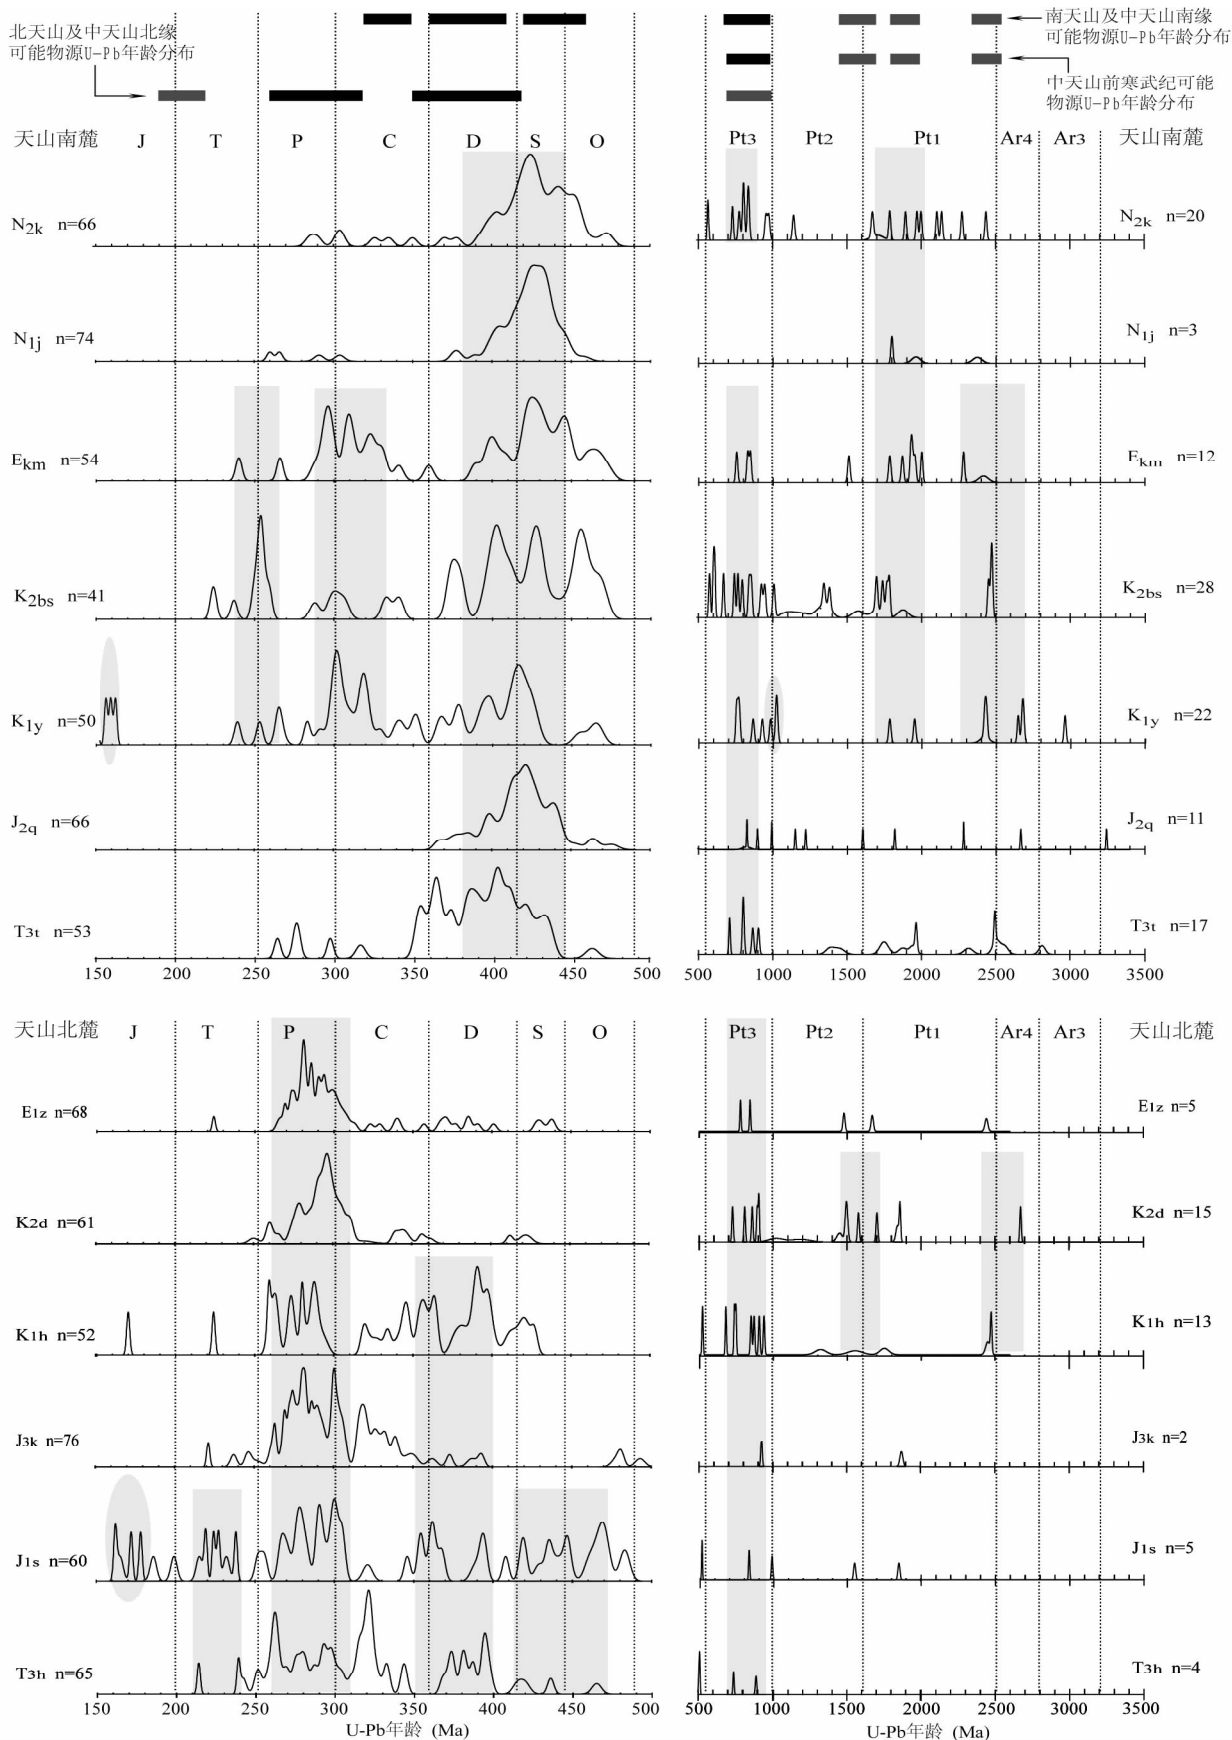 北天山及中天山北缘
可能物源U-Pb年龄分布
南天山及中天山南缘
可能物源U-Pb年龄分布
中天山前寒武纪可能
物源U-Pb年龄分布
天山南麓 J T P C D S O
Pt3 Pt2 Pt1 Ar4 Ar3 天山南麓
N2k n=66
N2k n=20
N1j n=74
N1j n=3
Ekm n=54
Ekm n=12
K2bs n=41
K2bs n=28
K1y n=50
K1y n=22
J2q n=66
J2q n=11
T3t n=53
T3t n=17
150 200 250 300 350 400 450 500
500 1000 1500 2000 2500 3000 3500
天山北麓 J T P C D S O
Pt3 Pt2 Pt1 Ar4 Ar3 天山北麓
E1z n=68
E1z n=5
K2d n=61
K2d n=15
K1h n=52
K1h n=13
J3k n=76
J3k n=2
J1s n=60
J1s n=5
T3h n=65
T3h n=4
150 200 250 300 350 400 450 500
500 1000 1500 2000 2500 3000 3500
U-Pb年龄 (Ma)
U-Pb年龄 (Ma)